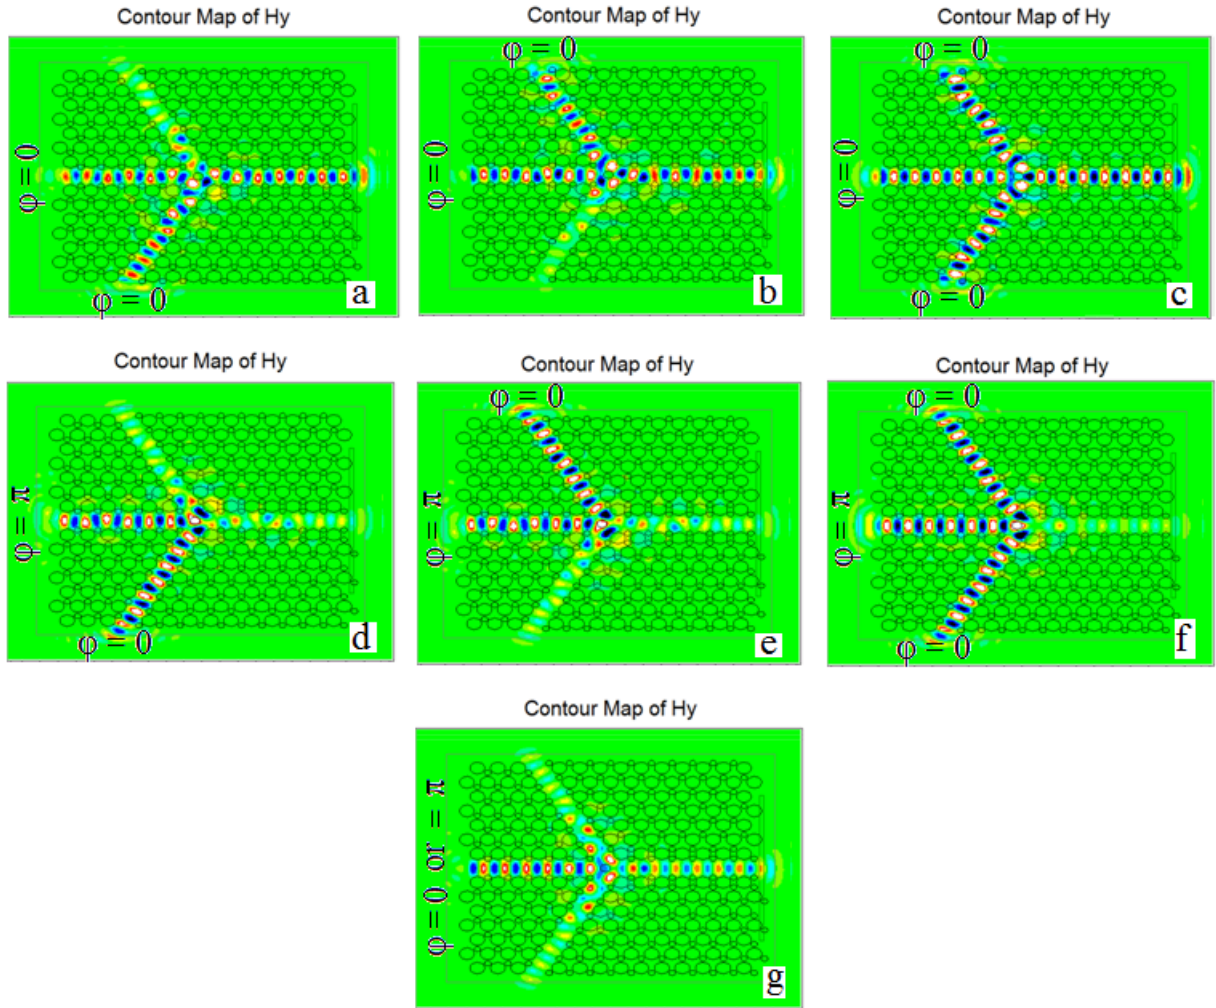 Contour Map of Hy
Contour Map of Hy
Contour Map of Hy
φ = 0
φ = 0
φ=0
φ=0
φ=0
φ = 0
φ = 0
a
b
c
Contour Map of Hy
Contour Map of Hy
Contour Map of Hy
φ = 0
φ = 0
φ = π
φ = π
φ = π
φ = 0
φ = 0
d
e
f
Contour Map of Hy
φ=0 or = π
g